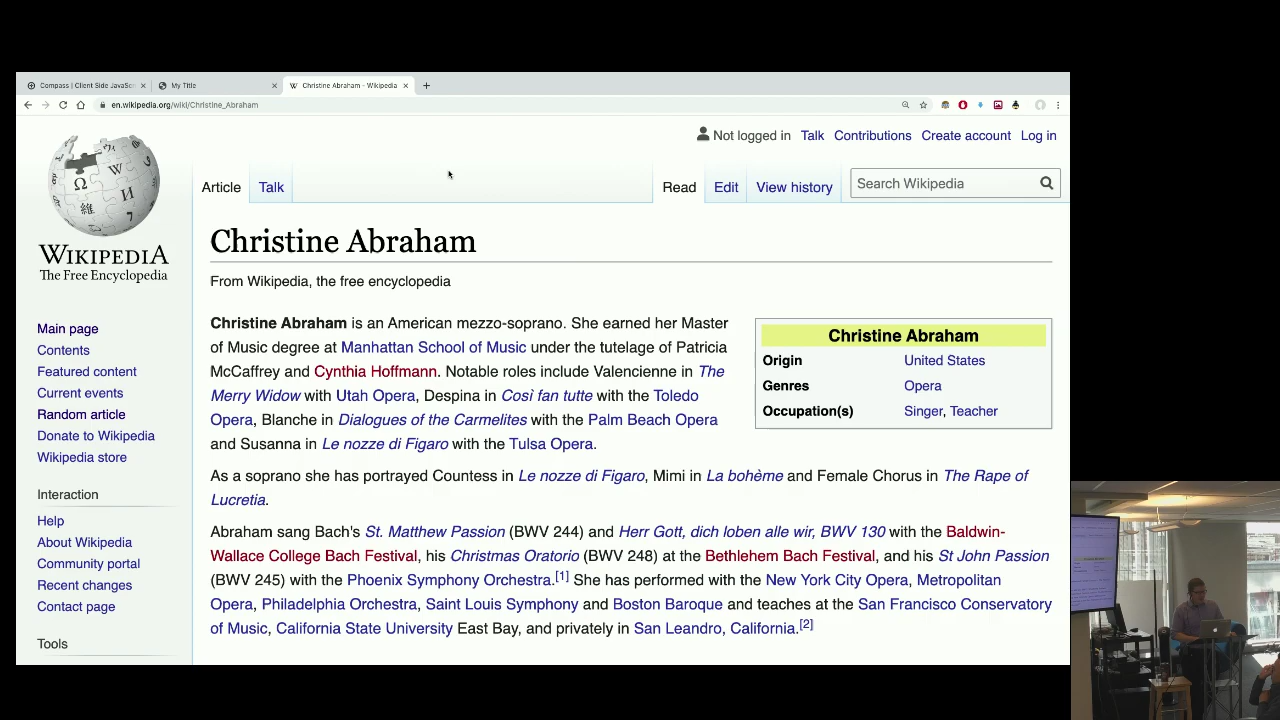 Compass | Client Side JavaScr
My Title
Christine Abraham - Wikipedia
en.wikipedia.org/wiki/Christine_Abraham
Not logged in Talk Contributions Create account Log in
Article Talk Read Edit View history Search Wikipedia
WIKIPEDIA
The Free Encyclopedia
Main page
Contents
Featured content
Current events
Random article
Donate to Wikipedia
Wikipedia store
Interaction
Help
About Wikipedia
Community portal
Recent changes
Contact page
Tools
Christine Abraham
From Wikipedia, the free encyclopedia
Christine Abraham is an American mezzo-soprano. She earned her Master
of Music degree at Manhattan School of Music under the tutelage of Patricia
McCaffrey and Cynthia Hoffmann. Notable roles include Valencienne in The
Merry Widow with Utah Opera, Despina in Così fan tutte with the Toledo
Opera, Blanche in Dialogues of the Carmelites with the Palm Beach Opera
and Susanna in Le nozze di Figaro with the Tulsa Opera.
Christine Abraham
Origin United States
Genres Opera
Occupation(s) Singer, Teacher
As a soprano she has portrayed Countess in Le nozze di Figaro, Mimi in La bohème and Female Chorus in The Rape of
Lucretia.
Abraham sang Bach's St. Matthew Passion (BWV 244) and Herr Gott, dich loben alle wir, BWV 130 with the Baldwin-
Wallace College Bach Festival, his Christmas Oratorio (BWV 248) at the Bethlehem Bach Festival, and his St John Passion
(BWV 245) with the Phoenix Symphony Orchestra.[1] She has performed with the New York City Opera, Metropolitan
Opera, Philadelphia Orchestra, Saint Louis Symphony and Boston Baroque and teaches at the San Francisco Conservatory
of Music, California State University East Bay, and privately in San Leandro, California.[2]